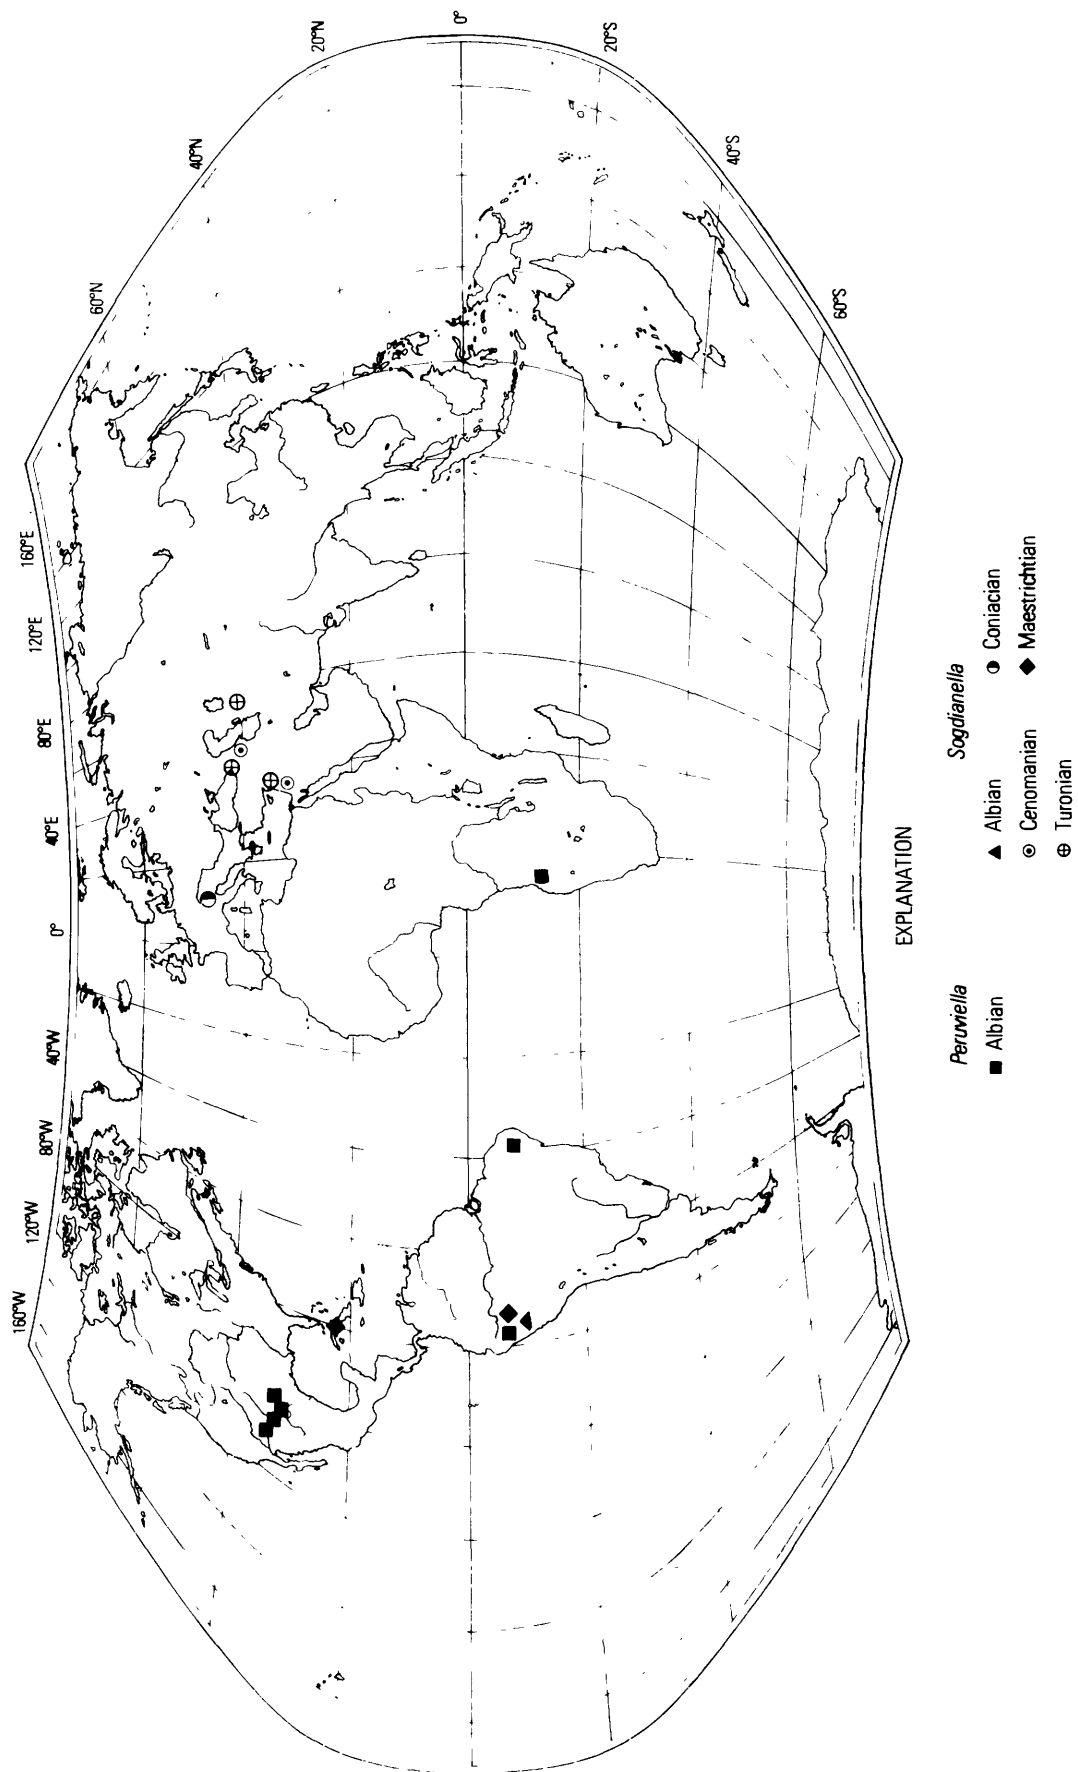 160°W
120°W
80°W
40°W
0°
40°E
80°E
120°E
160°E
60°N
40°N
20°N
0°
20°S
40°S
60°S
EXPLANATION
Peruviella
Albian
Sogdianella
Albian
Cenomanian
Turonian
Coniacian
Maestrichtian